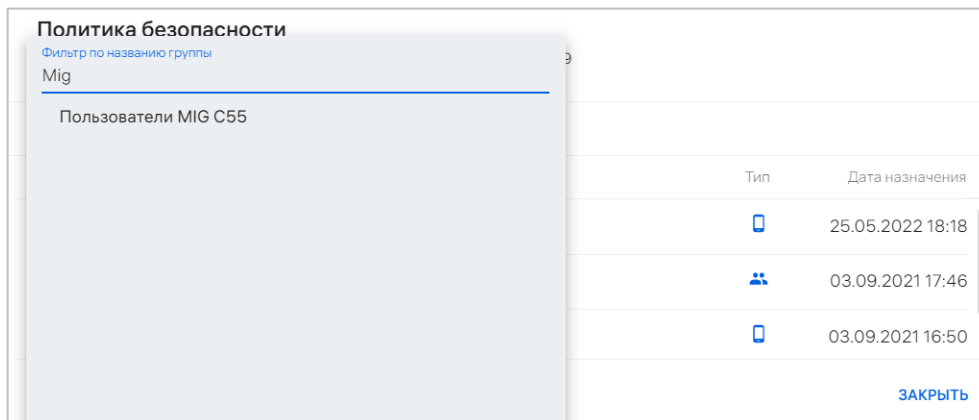 Политика безопасности
Фильтр по названию группы
Mig
Пользователи MIG C55
Тип Дата назначения
25.05.2022 18:18
03.09.2021 17:46
03.09.2021 16:50
ЗАКРЫТЬ